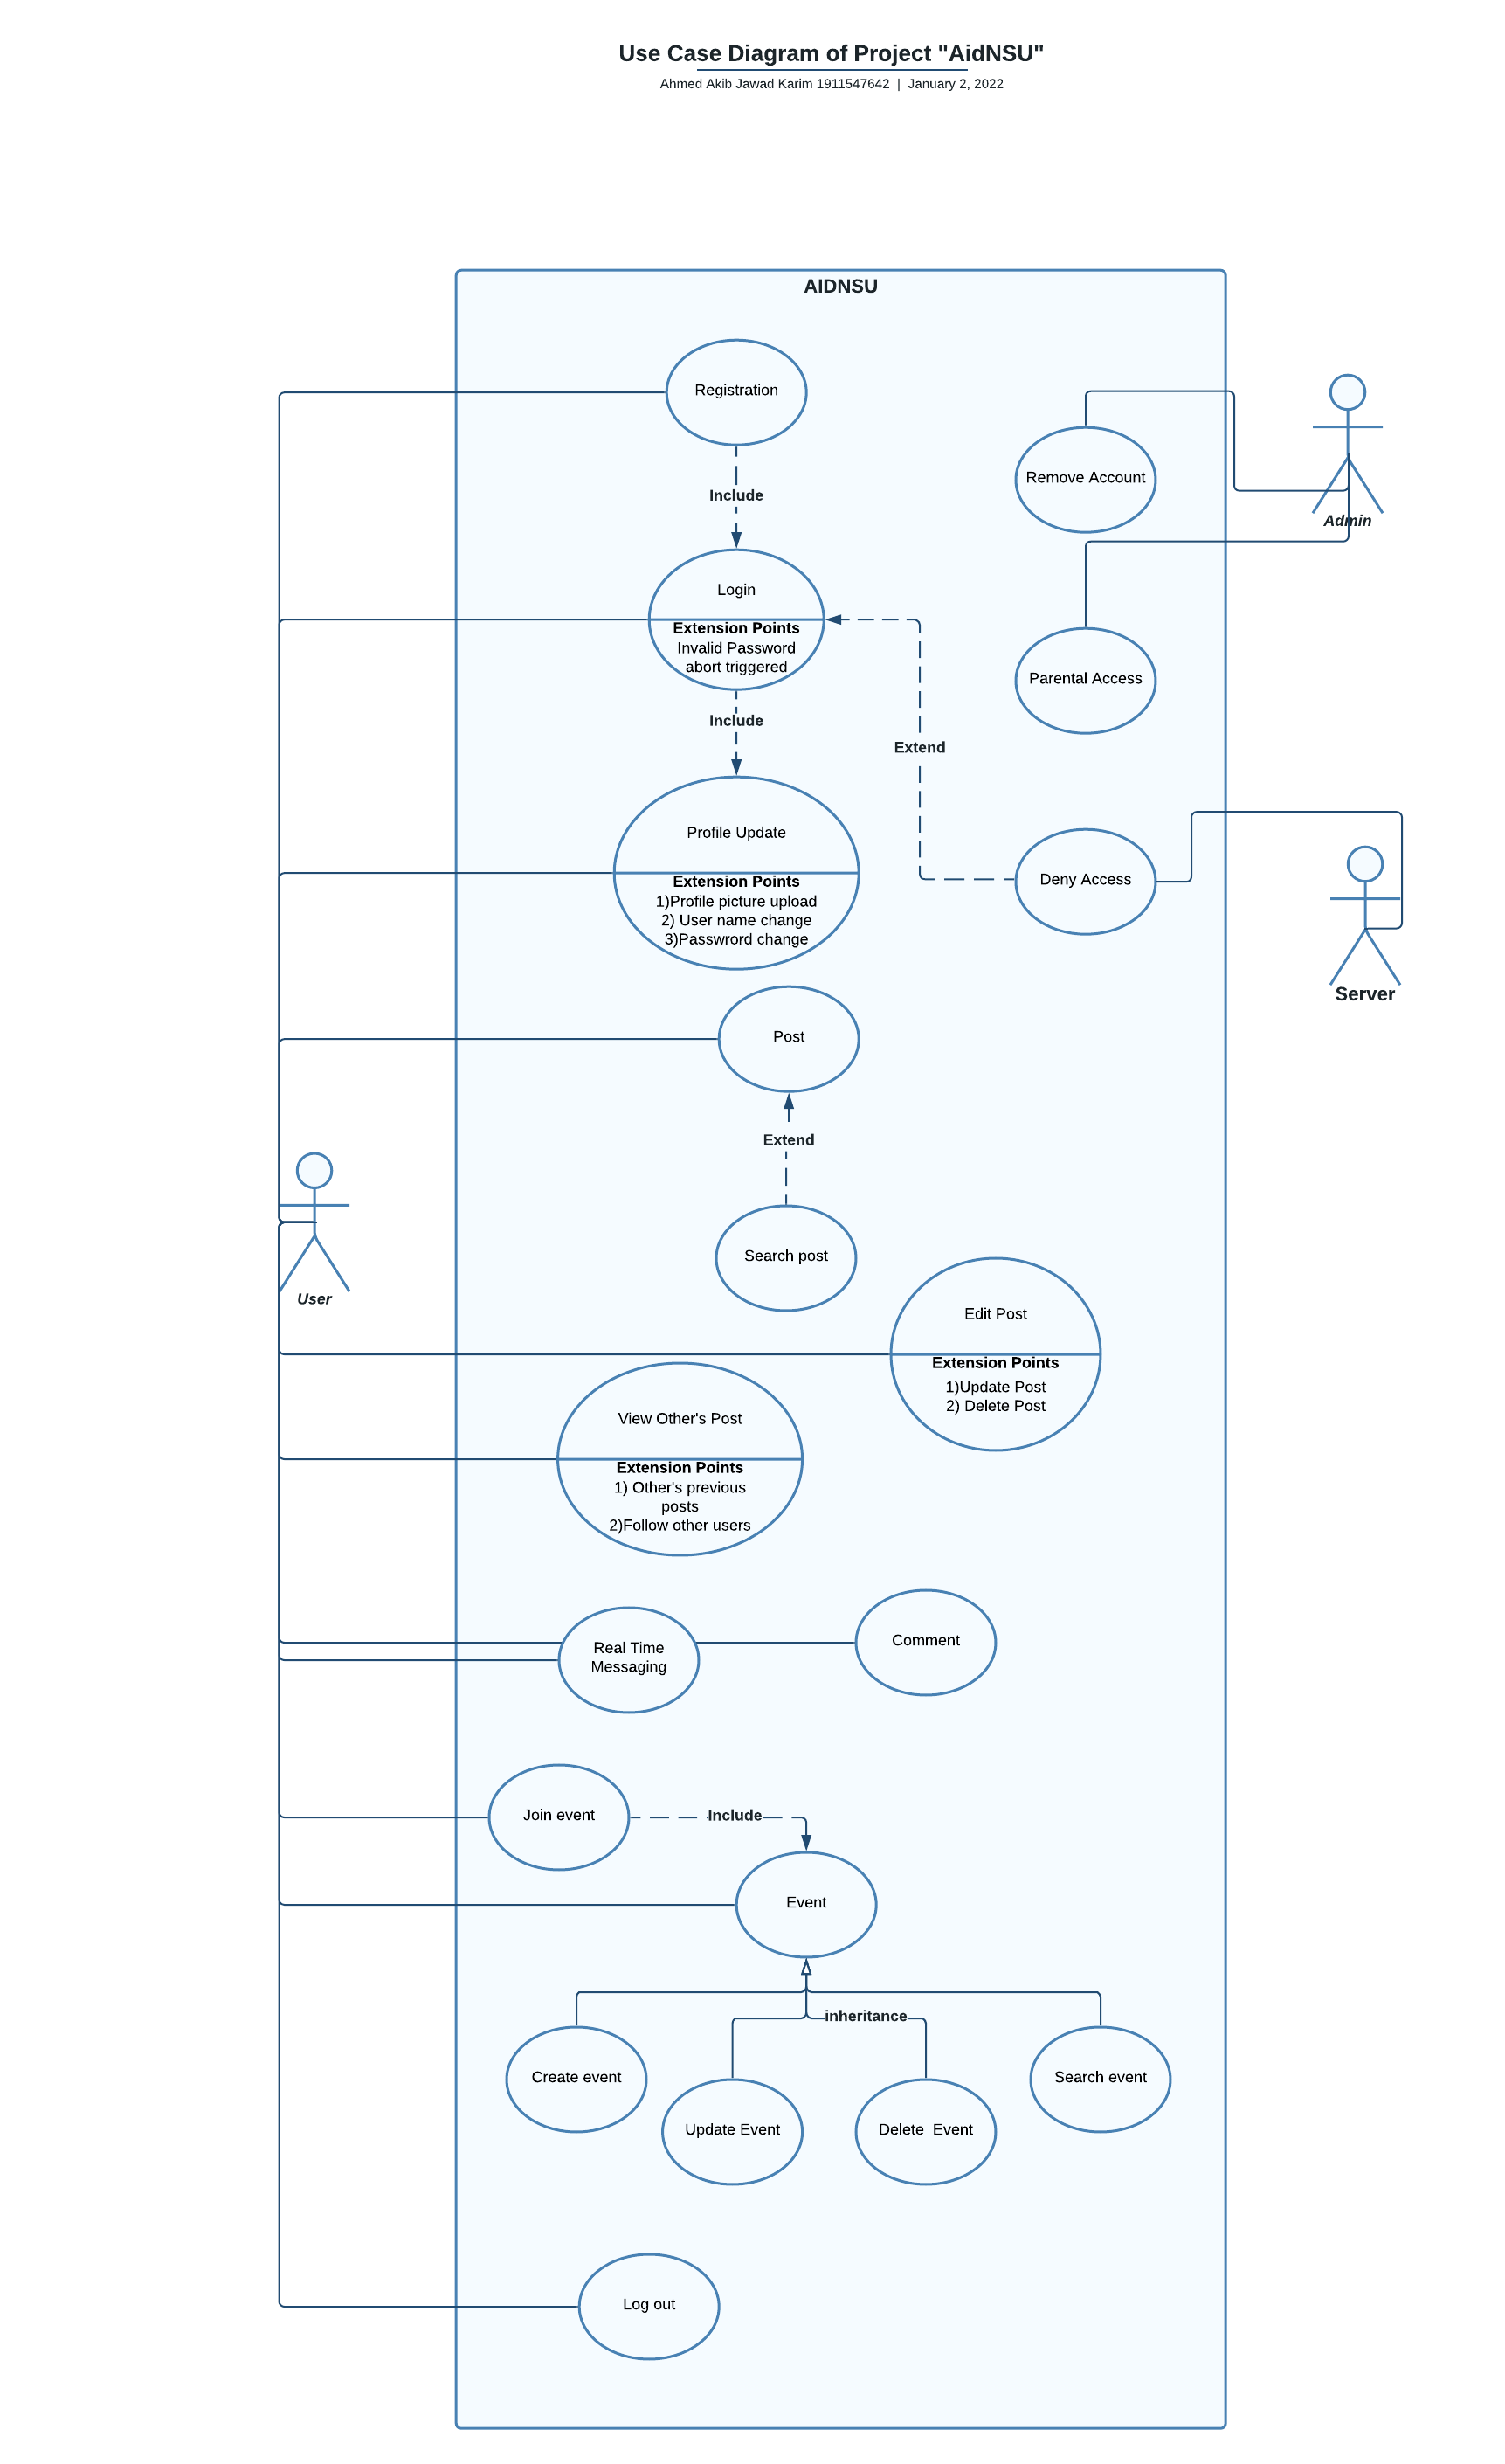 Use Case Diagram of Project "AidNSU"
Ahmed Akib Jawad Karim 1911547642 | January 2, 2022
AIDNSU
Registration
Remove Account
Include
Admin
Login
Extension Points
Invalid Password
abort triggered
Parental Access
Include
Extend
Profile Update
Extension Points
1)Profile picture upload
2) User name change
3)Passwrord change
Deny Access
Server
Post
Extend
Search post
User
Edit Post
Extension Points
1)Update Post
2) Delete Post
View Other's Post
Extension Points
1) Other's previous
posts
2)Follow other users
Real Time
Messaging
Comment
Join event
Include
Event
inheritance
Create event
Update Event
Delete Event
Search event
Log out